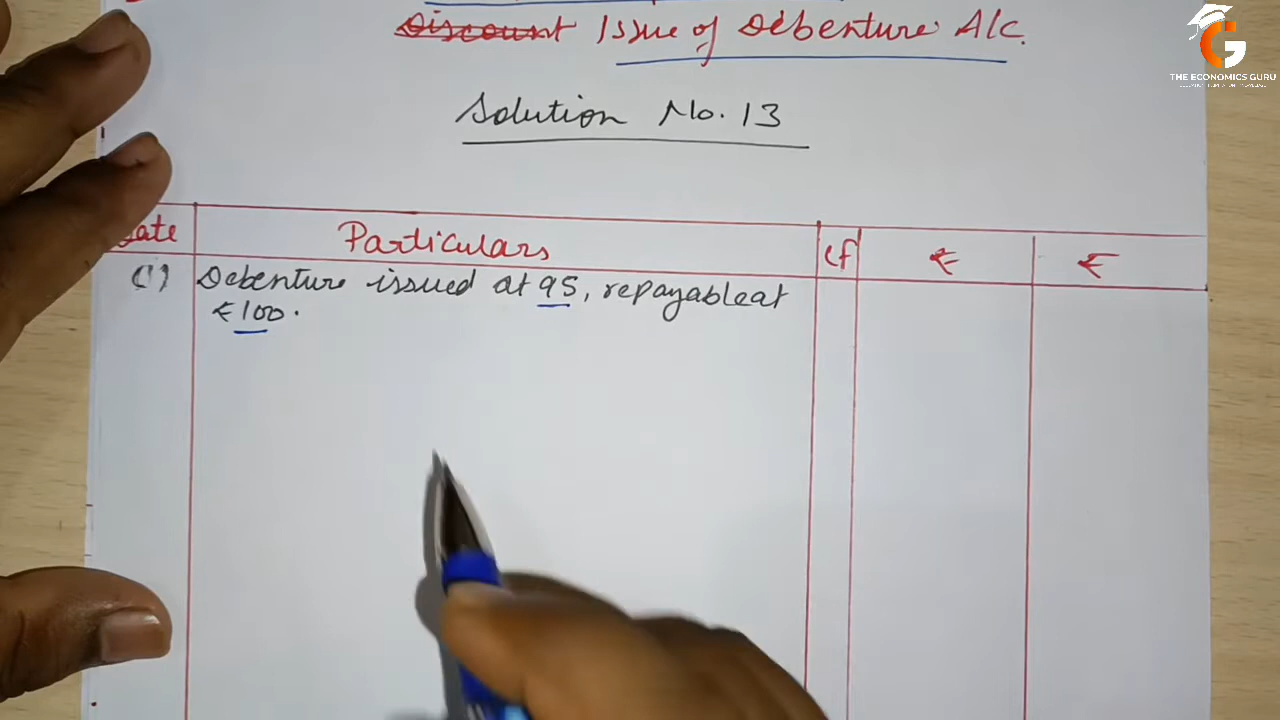 Discount Issue of Debenture A/c.
THE ECONOMICS GURU
Solution No. 13
Date Particulars Lf ₹ ₹
(1) Debenture issued at 95, repayable at
₹100.